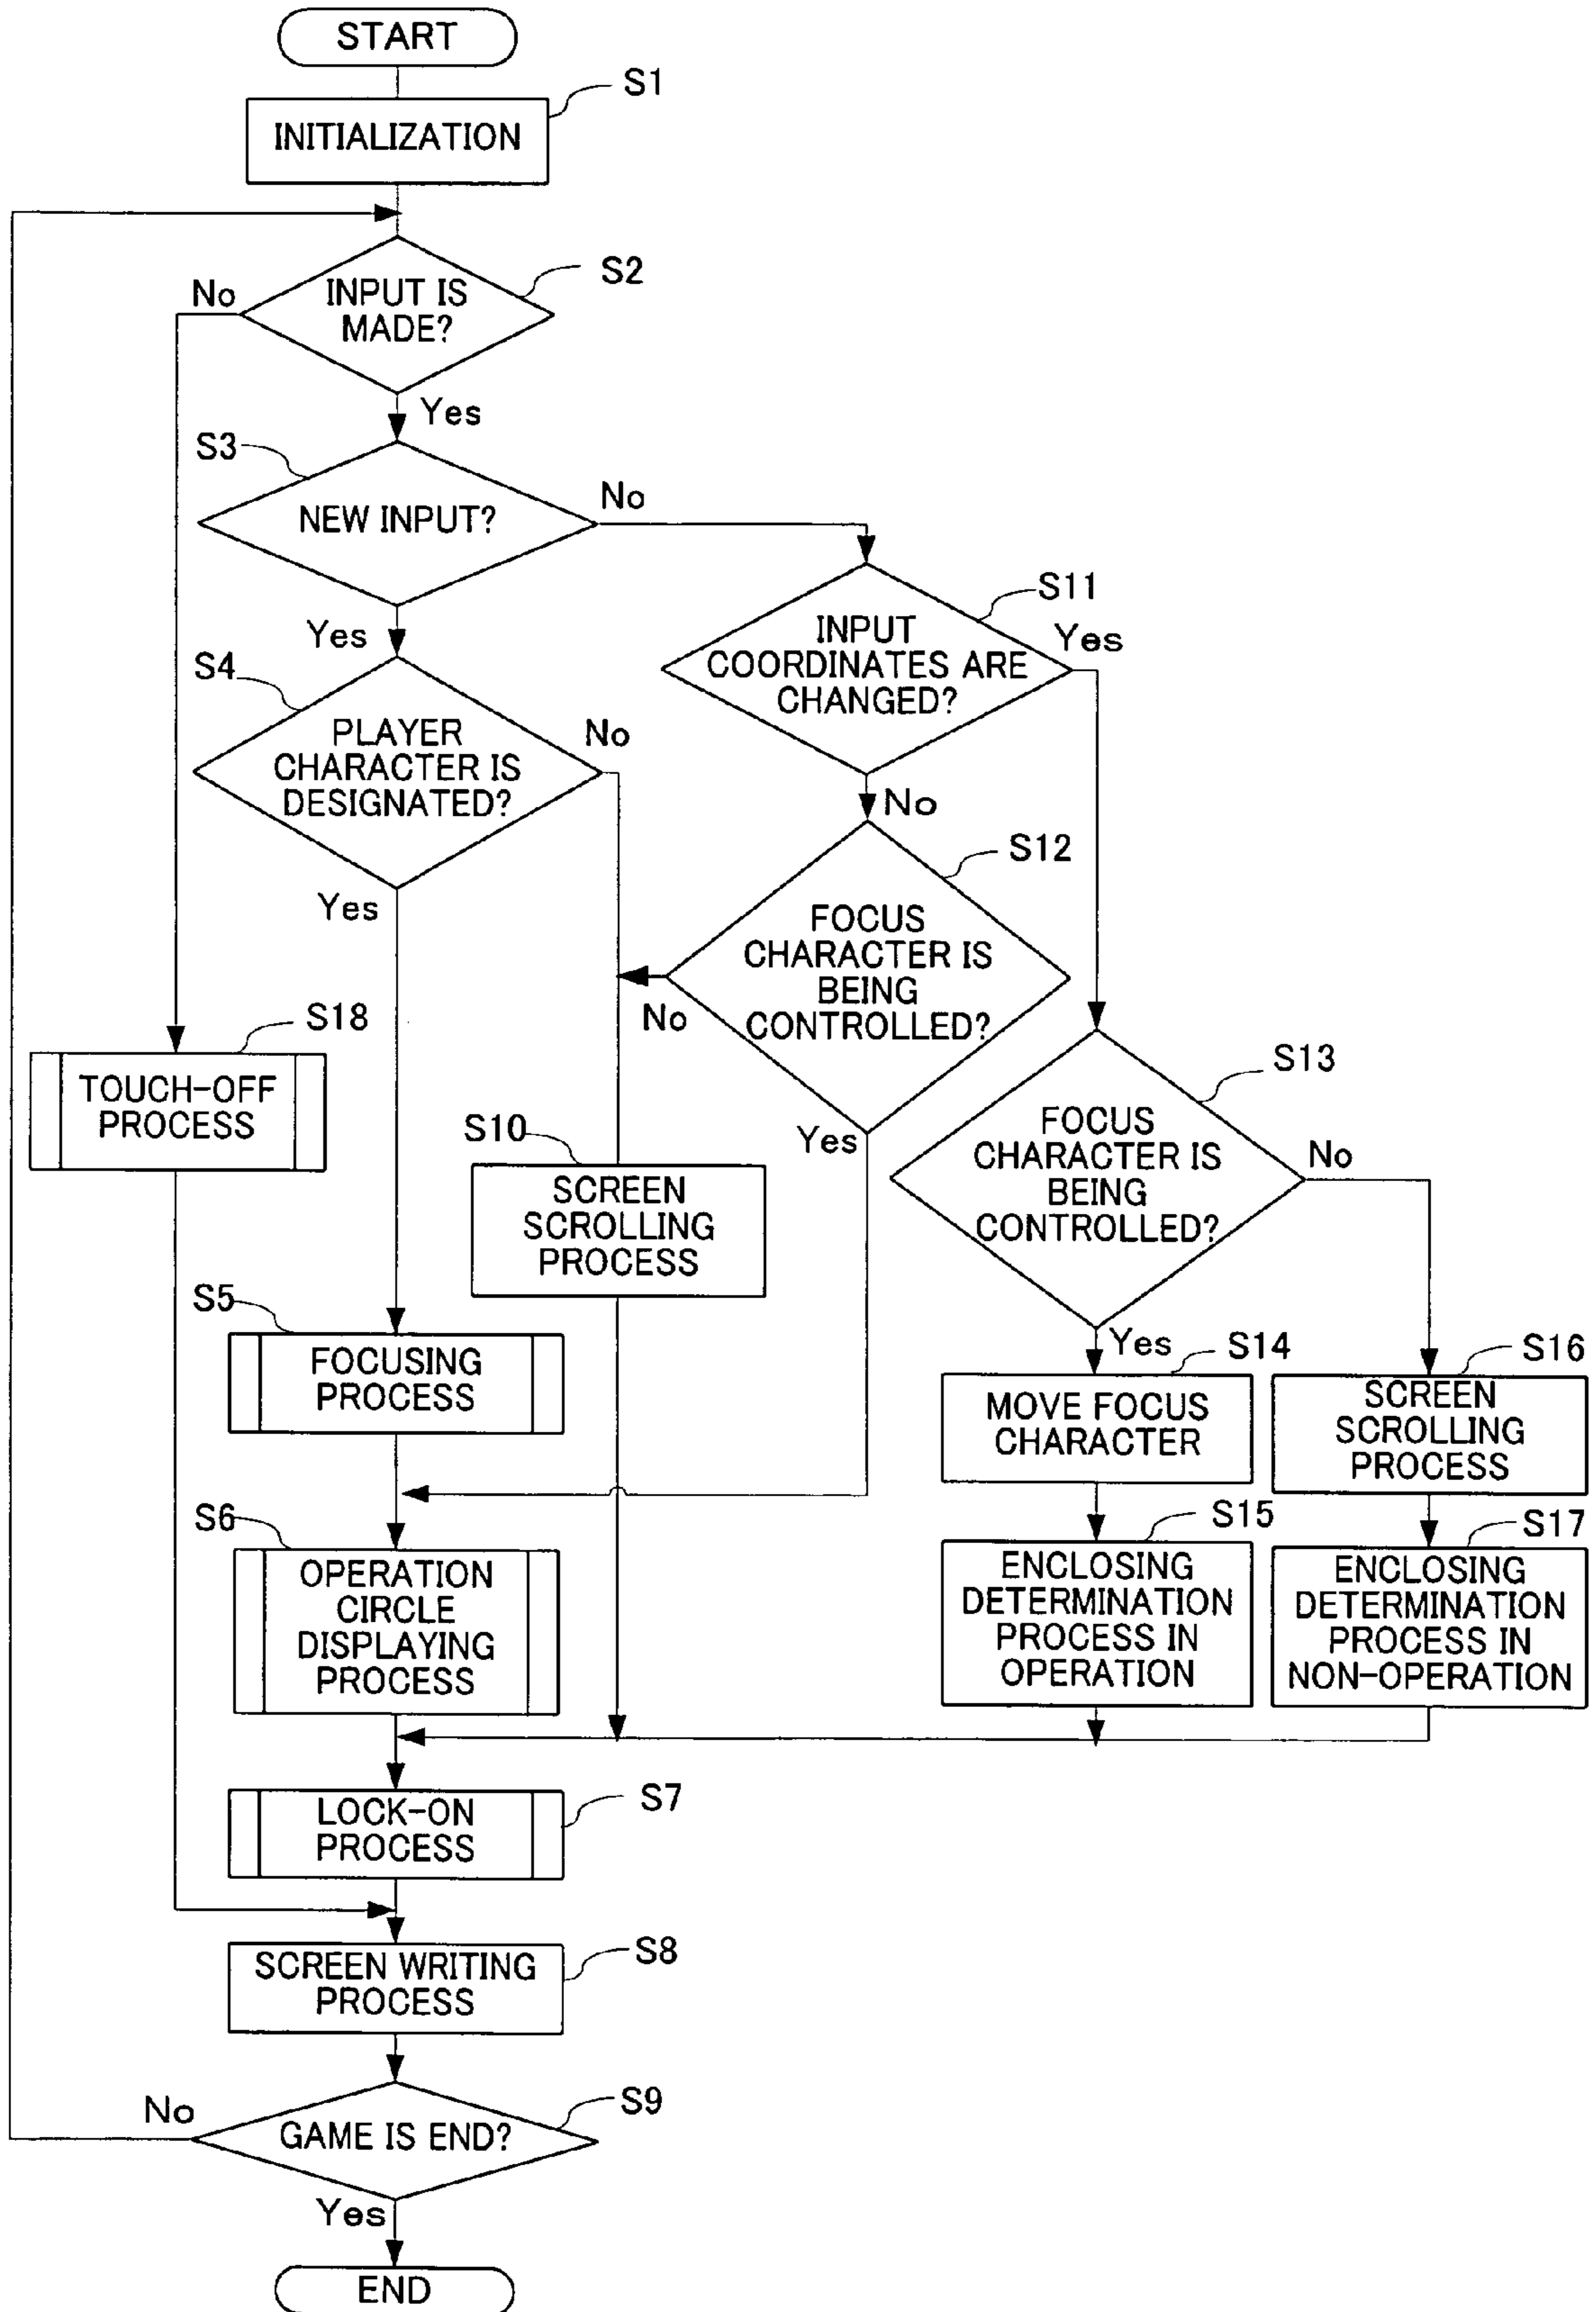 START
S1
INITIALIZATION
S2
No
INPUT IS
MADE?
Yes
S3
NEW INPUT?
No
Yes
S11
INPUT
COORDINATES ARE
CHANGED?
Yes
No
S4
PLAYER
CHARACTER IS
DESIGNATED?
No
Yes
S12
FOCUS
CHARACTER IS
BEING
CONTROLLED?
No
Yes
S18
TOUCH-OFF
PROCESS
S13
FOCUS
CHARACTER IS
BEING
CONTROLLED?
No
Yes
S10
SCREEN
SCROLLING
PROCESS
S5
FOCUSING
PROCESS
S14
MOVE FOCUS
CHARACTER
S16
SCREEN
SCROLLING
PROCESS
S6
OPERATION
CIRCLE
DISPLAYING
PROCESS
S15
ENCLOSING
DETERMINATION
PROCESS IN
OPERATION
S17
ENCLOSING
DETERMINATION
PROCESS IN
NON-OPERATION
S7
LOCK-ON
PROCESS
S8
SCREEN WRITING
PROCESS
S9
No
GAME IS END?
Yes
END